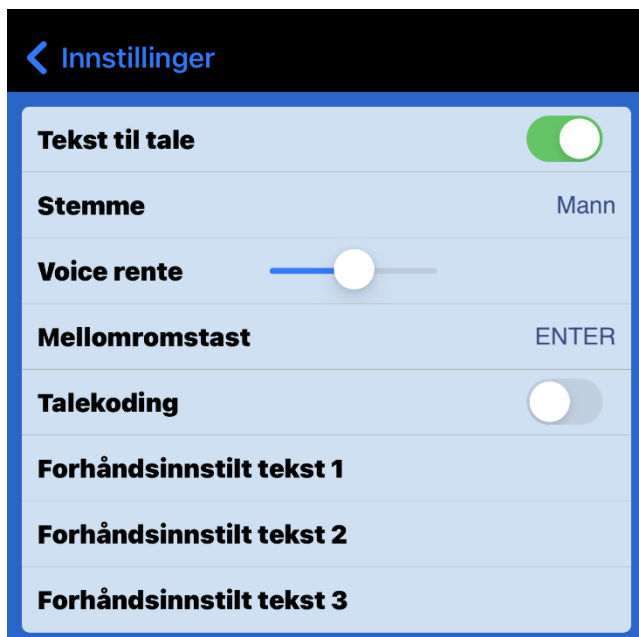 Innstillinger
Tekst til tale
Stemme Mann
Voice rente
Mellomromstast ENTER
Talekoding
Forhåndsinnstilt tekst 1
Forhåndsinnstilt tekst 2
Forhåndsinnstilt tekst 3